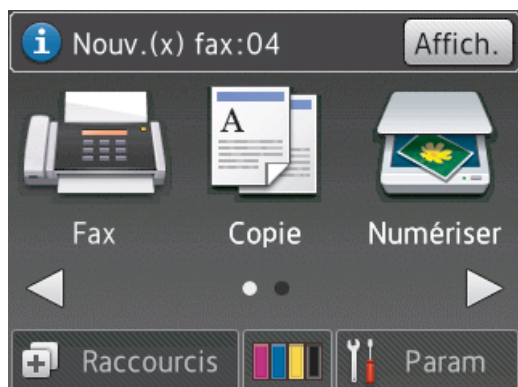 Nouv.(x) fax:04 Affich.
A
Fax Copie Numériser
Raccourcis Param